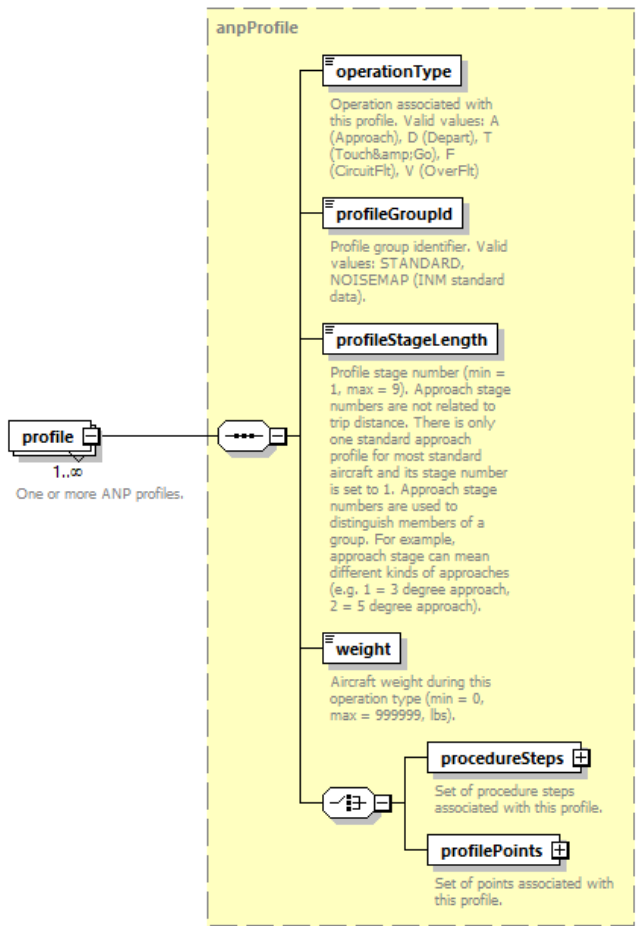 anpProfile
operationType
Operation associated with
this profile. Valid values: A
(Approach), D (Depart), T
(Touch&amp;Go), F
(CircuitFlt), V (OverFlt)
profileGroupId
Profile group identifier. Valid
values: STANDARD,
NOISEMAP (INM standard
data).
profileStageLength
Profile stage number (min =
1, max = 9). Approach stage
numbers are not related to
trip distance. There is only
one standard approach
profile for most standard
aircraft and its stage number
is set to 1. Approach stage
numbers are used to
distinguish members of a
group. For example,
approach stage can mean
different kinds of approaches
(e.g. 1 = 3 degree approach,
2 = 5 degree approach).
profile
1..∞
One or more ANP profiles.
weight
Aircraft weight during this
operation type (min = 0,
max = 999999, lbs).
procedureSteps
Set of procedure steps
associated with this profile.
profilePoints
Set of points associated with
this profile.